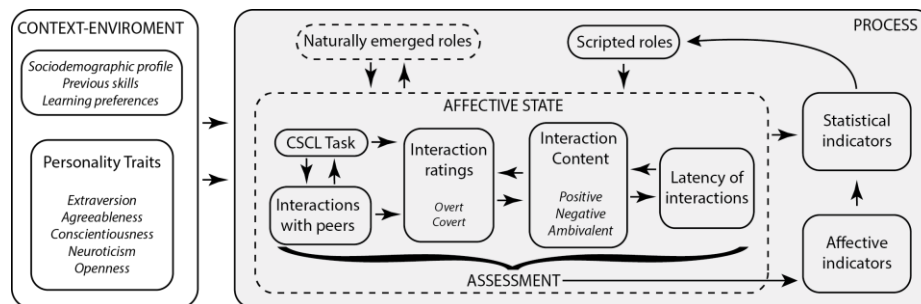 CONTEXT-ENVIROMENT
Sociodemographic profile
Previous skills
Learning preferences
Personality Traits
Extraversion
Agreeableness
Conscientiousness
Neuroticism
Openness
PROCESS
Naturally emerged roles
Scripted roles
AFFECTIVE STATE
CSCL Task
Interactions
with peers
Interaction
ratings
Overt
Covert
Interaction
Content
Positive
Negative
Ambivalent
Latency of
interactions
ASSESSMENT
Statistical
indicators
Affective
indicators